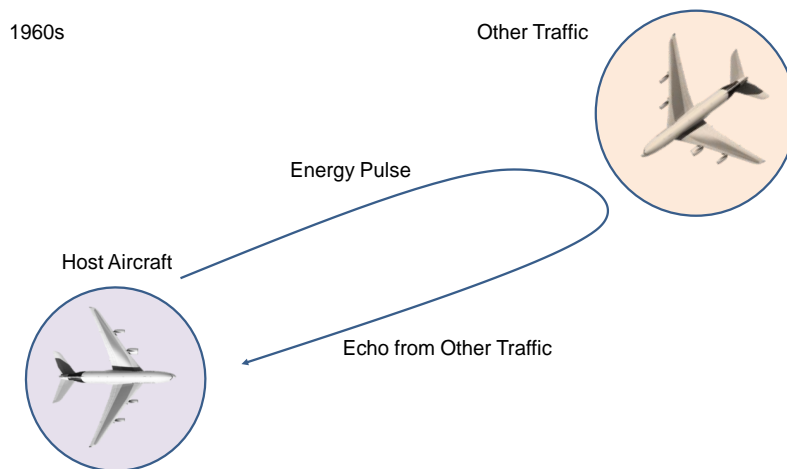 1960s
Other Traffic
Energy Pulse
Host Aircraft
Echo from Other Traffic